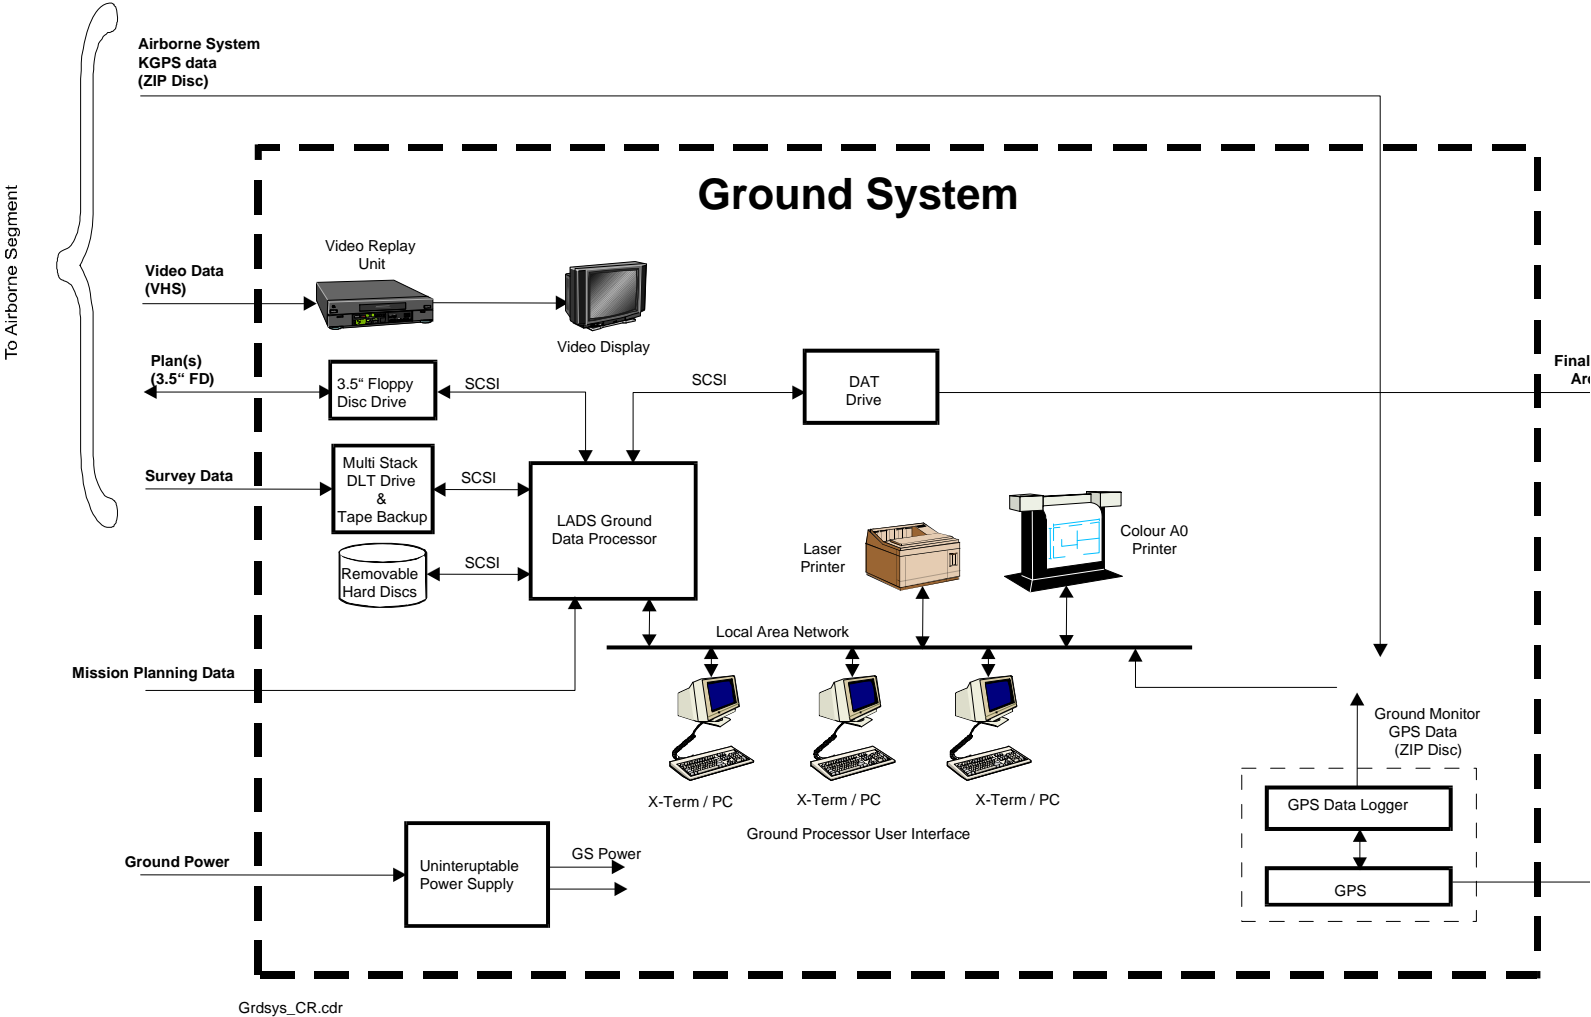 Airborne System
KGPS data
(ZIP Disc)
To Airborne Segment
Ground System
Video Replay
Unit
Video Data
(VHS)
Video Display
Plan(s)
(3.5“ FD)
3.5“ Floppy
Disc Drive
SCSI
SCSI
DAT
Drive
Final
Survey Data
Multi Stack
DLT Drive
&
Tape Backup
SCSI
LADS Ground
Data Processor
Removable
Hard Discs
SCSI
Laser
Printer
Colour A0
Printer
Local Area Network
Mission Planning Data
X-Term / PC
X-Term / PC
X-Term / PC
Ground Processor User Interface
Ground Monitor
GPS Data
(ZIP Disc)
GPS Data Logger
GPS
Ground Power
Uninteruptable
Power Supply
GS Power
Grdsys_CR.cdr